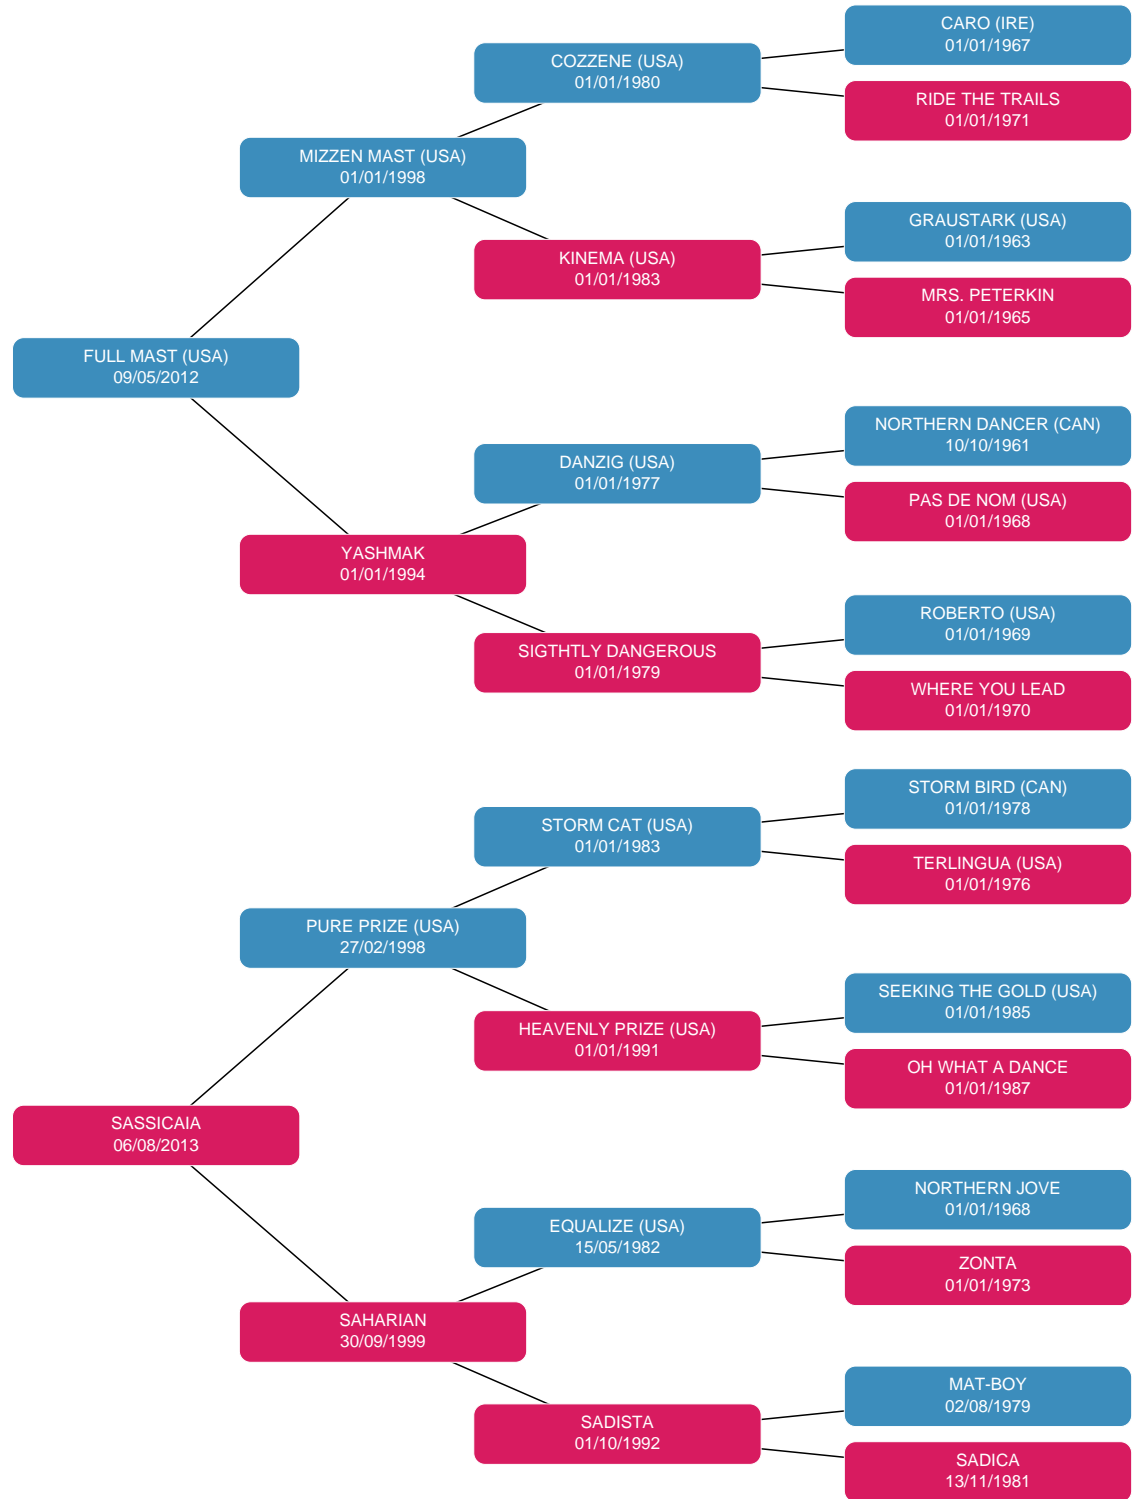 CARO (IRE)
01/01/1967
COZZENE (USA)
01/01/1980
RIDE THE TRAILS
01/01/1971
MIZZEN MAST (USA)
01/01/1998
GRAUSTARK (USA)
01/01/1963
KINEMA (USA)
01/01/1983
MRS. PETERKIN
01/01/1965
FULL MAST (USA)
09/05/2012
NORTHERN DANCER (CAN)
10/10/1961
DANZIG (USA)
01/01/1977
PAS DE NOM (USA)
01/01/1968
YASHMAK
01/01/1994
ROBERTO (USA)
01/01/1969
SIGTHTLY DANGEROUS
01/01/1979
WHERE YOU LEAD
01/01/1970
STORM BIRD (CAN)
01/01/1978
STORM CAT (USA)
01/01/1983
TERLINGUA (USA)
01/01/1976
PURE PRIZE (USA)
27/02/1998
SEEKING THE GOLD (USA)
01/01/1985
HEAVENLY PRIZE (USA)
01/01/1991
OH WHAT A DANCE
01/01/1987
SASSICAIA
06/08/2013
NORTHERN JOVE
01/01/1968
EQUALIZE (USA)
15/05/1982
ZONTA
01/01/1973
SAHARIAN
30/09/1999
MAT-BOY
02/08/1979
SADISTA
01/10/1992
SADICA
13/11/1981